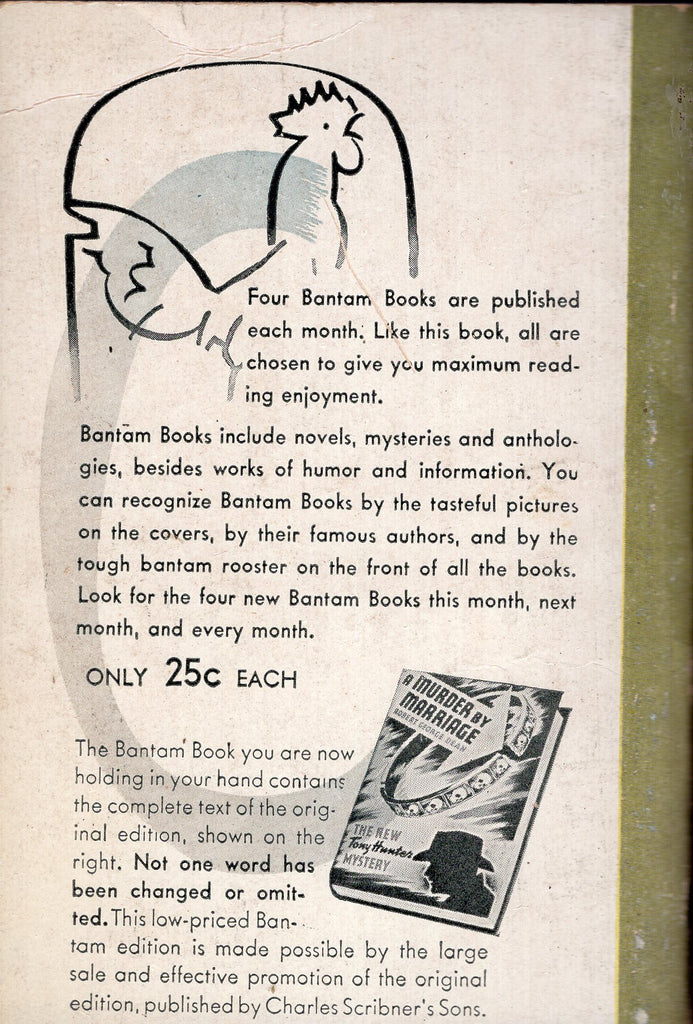 Four Bantam Books are published
each month. Like this book, all are
chosen to give you maximum read-
ing enjoyment.
Bantam Books include novels, mysteries and antholo-
gies, besides works of humor and information. You
can recognize Bantam Books by the tasteful pictures
on the covers, by their famous authors, and by the
tough bantam rooster on the front of all the books.
Look for the four new Bantam Books this month, next
month, and every month.
ONLY 25c EACH
A MURDER BY
MARRIAGE
ROBERT GEORGE DEAN
THE NEW
Tony Hunter
MYSTERY
The Bantam Book you are now
holding in your hand contains
the complete text of the orig-
inal edition, shown on the
right. Not one word has
been changed or omit-
ted. This low-priced Ban-
tam edition is made possible by the large
sale and effective promotion of the original
edition, published by Charles Scribner's Sons.